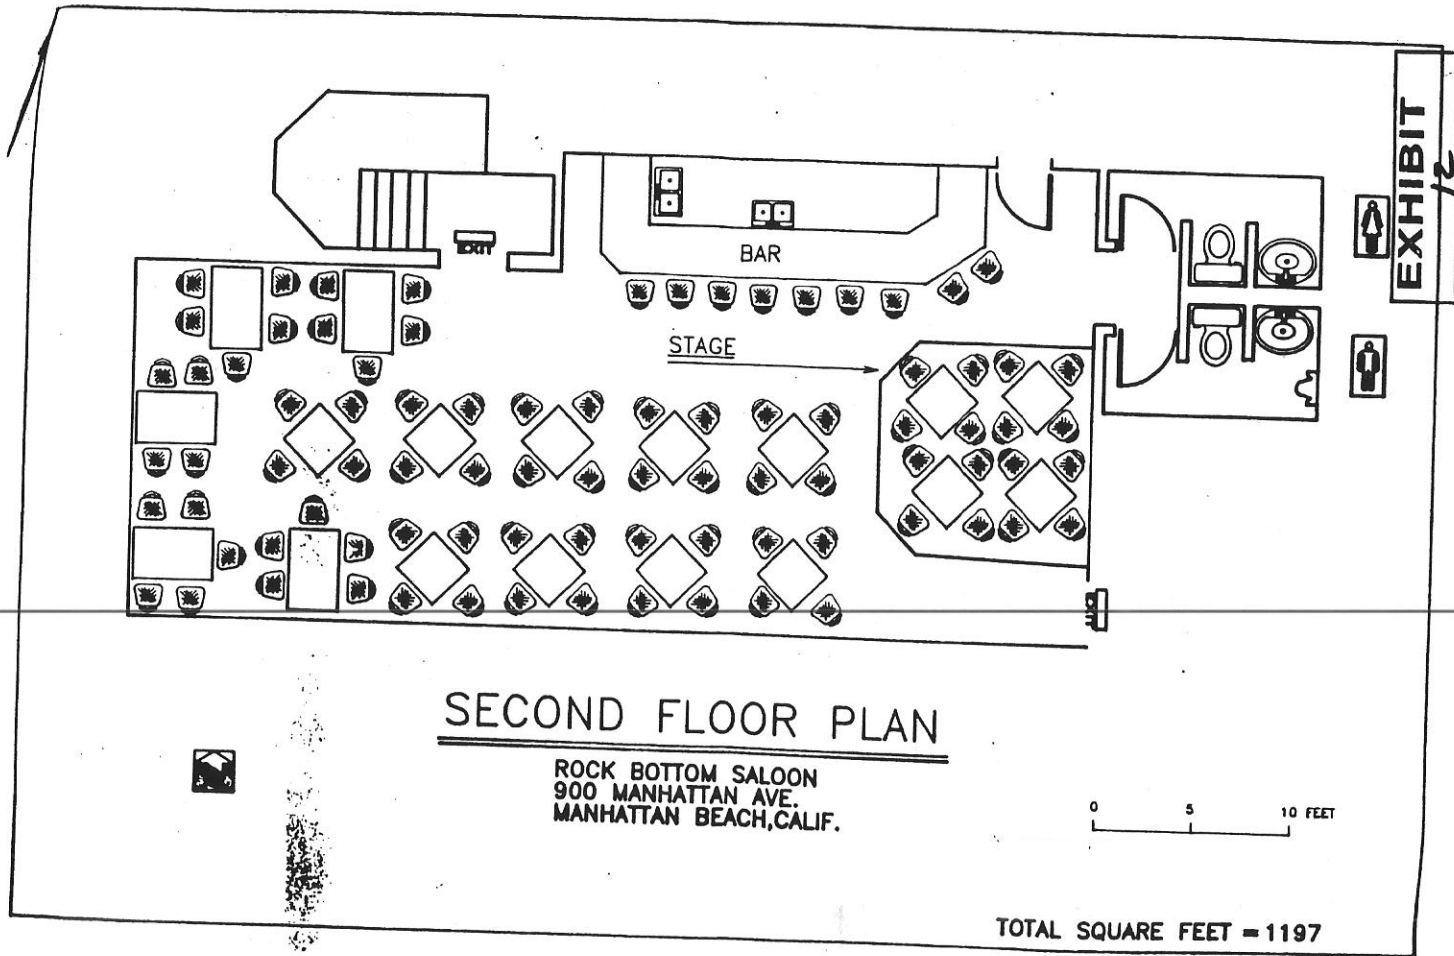 EXHIBIT
EXIT
BAR
STAGE
EXIT
SECOND FLOOR PLAN
ROCK BOTTOM SALOON
900 MANHATTAN AVE.
MANHATTAN BEACH, CALIF.
0 5 10 FEET
TOTAL SQUARE FEET = 1197